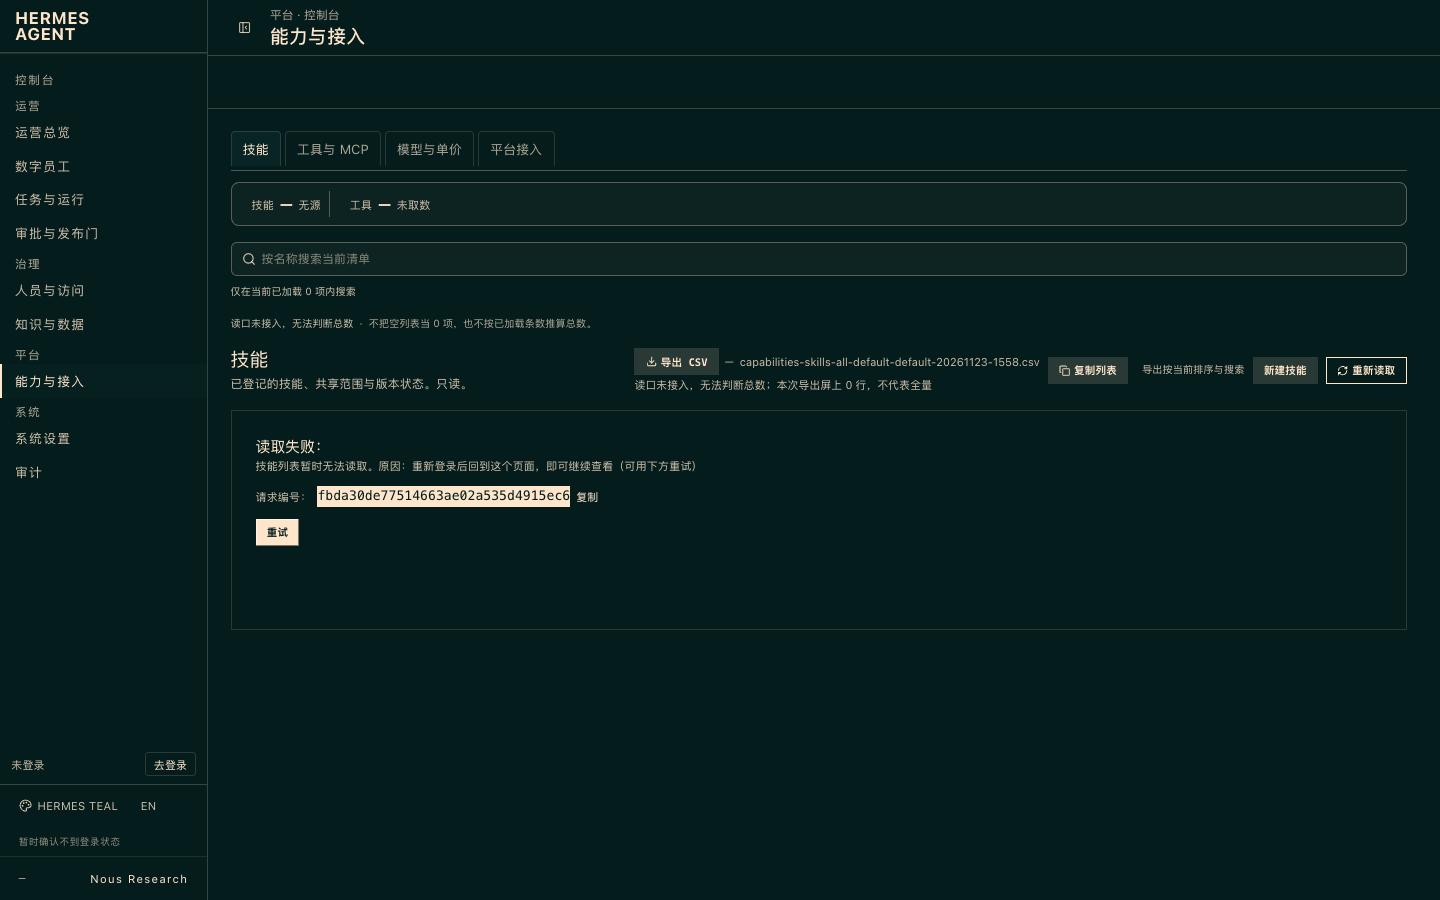 HERMES
AGENT
控制台
运营
运营总览
数字员工
任务与运行
审批与发布门
治理
人员与访问
知识与数据
平台
能力与接入
系统
系统设置
审计
未登录 去登录
HERMES TEAL EN
暂时确认不到登录状态
— Nous Research
平台 · 控制台
能力与接入
技能 工具与 MCP 模型与单价 平台接入
技能 — 无源 工具 — 未取数
按名称搜索当前清单
仅在当前已加载 0 项内搜索
读口未接入，无法判断总数 · 不把空列表当 0 项，也不按已加载条数推算总数。
技能
已登记的技能、共享范围与版本状态。只读。
导出 CSV — capabilities-skills-all-default-default-20261123-1558.csv
读口未接入，无法判断总数；本次导出屏上 0 行，不代表全量
复制列表 导出按当前排序与搜索 新建技能 重新读取
读取失败：
技能列表暂时无法读取。原因：重新登录后回到这个页面，即可继续查看（可用下方重试）
请求编号： fbda30de77514663ae02a535d4915ec6 复制
重试